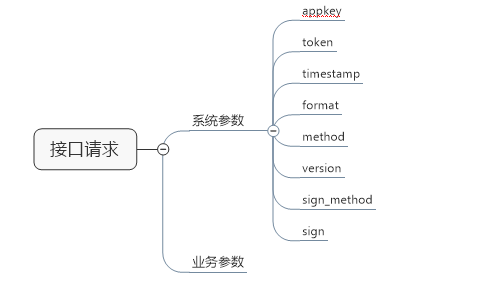 接口请求
系统参数
appkey
token
timestamp
format
method
version
sign_method
sign
业务参数